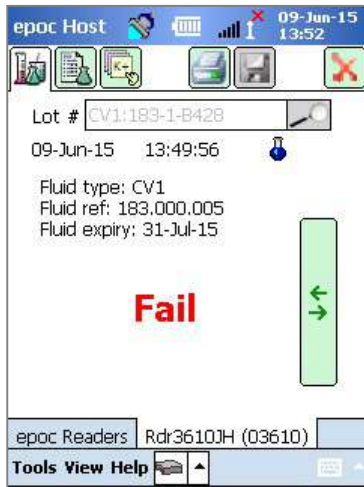 epoc Host 09-Jun-15
13:52
K+
Lot # CV1:183-1-B428
09-Jun-15 13:49:56
Fluid type: CV1
Fluid ref: 183.000.005
Fluid expiry: 31-Jul-15
Fail
epoc Readers Rdr3610JH (03610)
Tools View Help